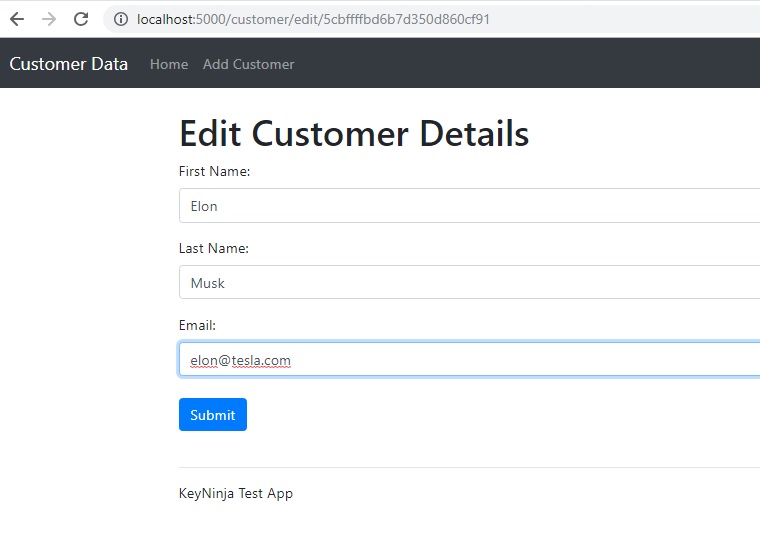 localhost:5000/customer/edit/5cbffffbd6b7d350d860cf91
Customer Data Home Add Customer
Edit Customer Details
First Name:
Elon
Last Name:
Musk
Email:
elon@tesla.com
Submit
KeyNinja Test App